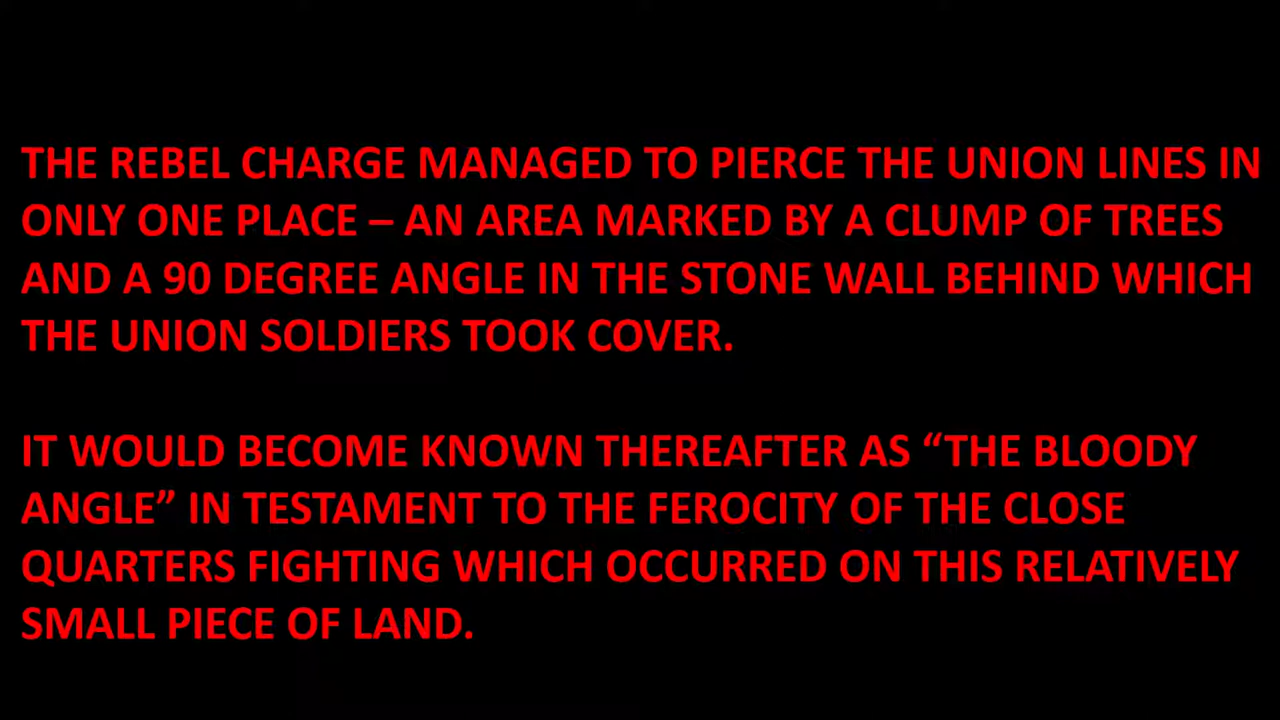 THE REBEL CHARGE MANAGED TO PIERCE THE UNION LINES IN
ONLY ONE PLACE – AN AREA MARKED BY A CLUMP OF TREES
AND A 90 DEGREE ANGLE IN THE STONE WALL BEHIND WHICH
THE UNION SOLDIERS TOOK COVER.
IT WOULD BECOME KNOWN THEREAFTER AS “THE BLOODY
ANGLE” IN TESTAMENT TO THE FEROCITY OF THE CLOSE
QUARTERS FIGHTING WHICH OCCURRED ON THIS RELATIVELY
SMALL PIECE OF LAND.